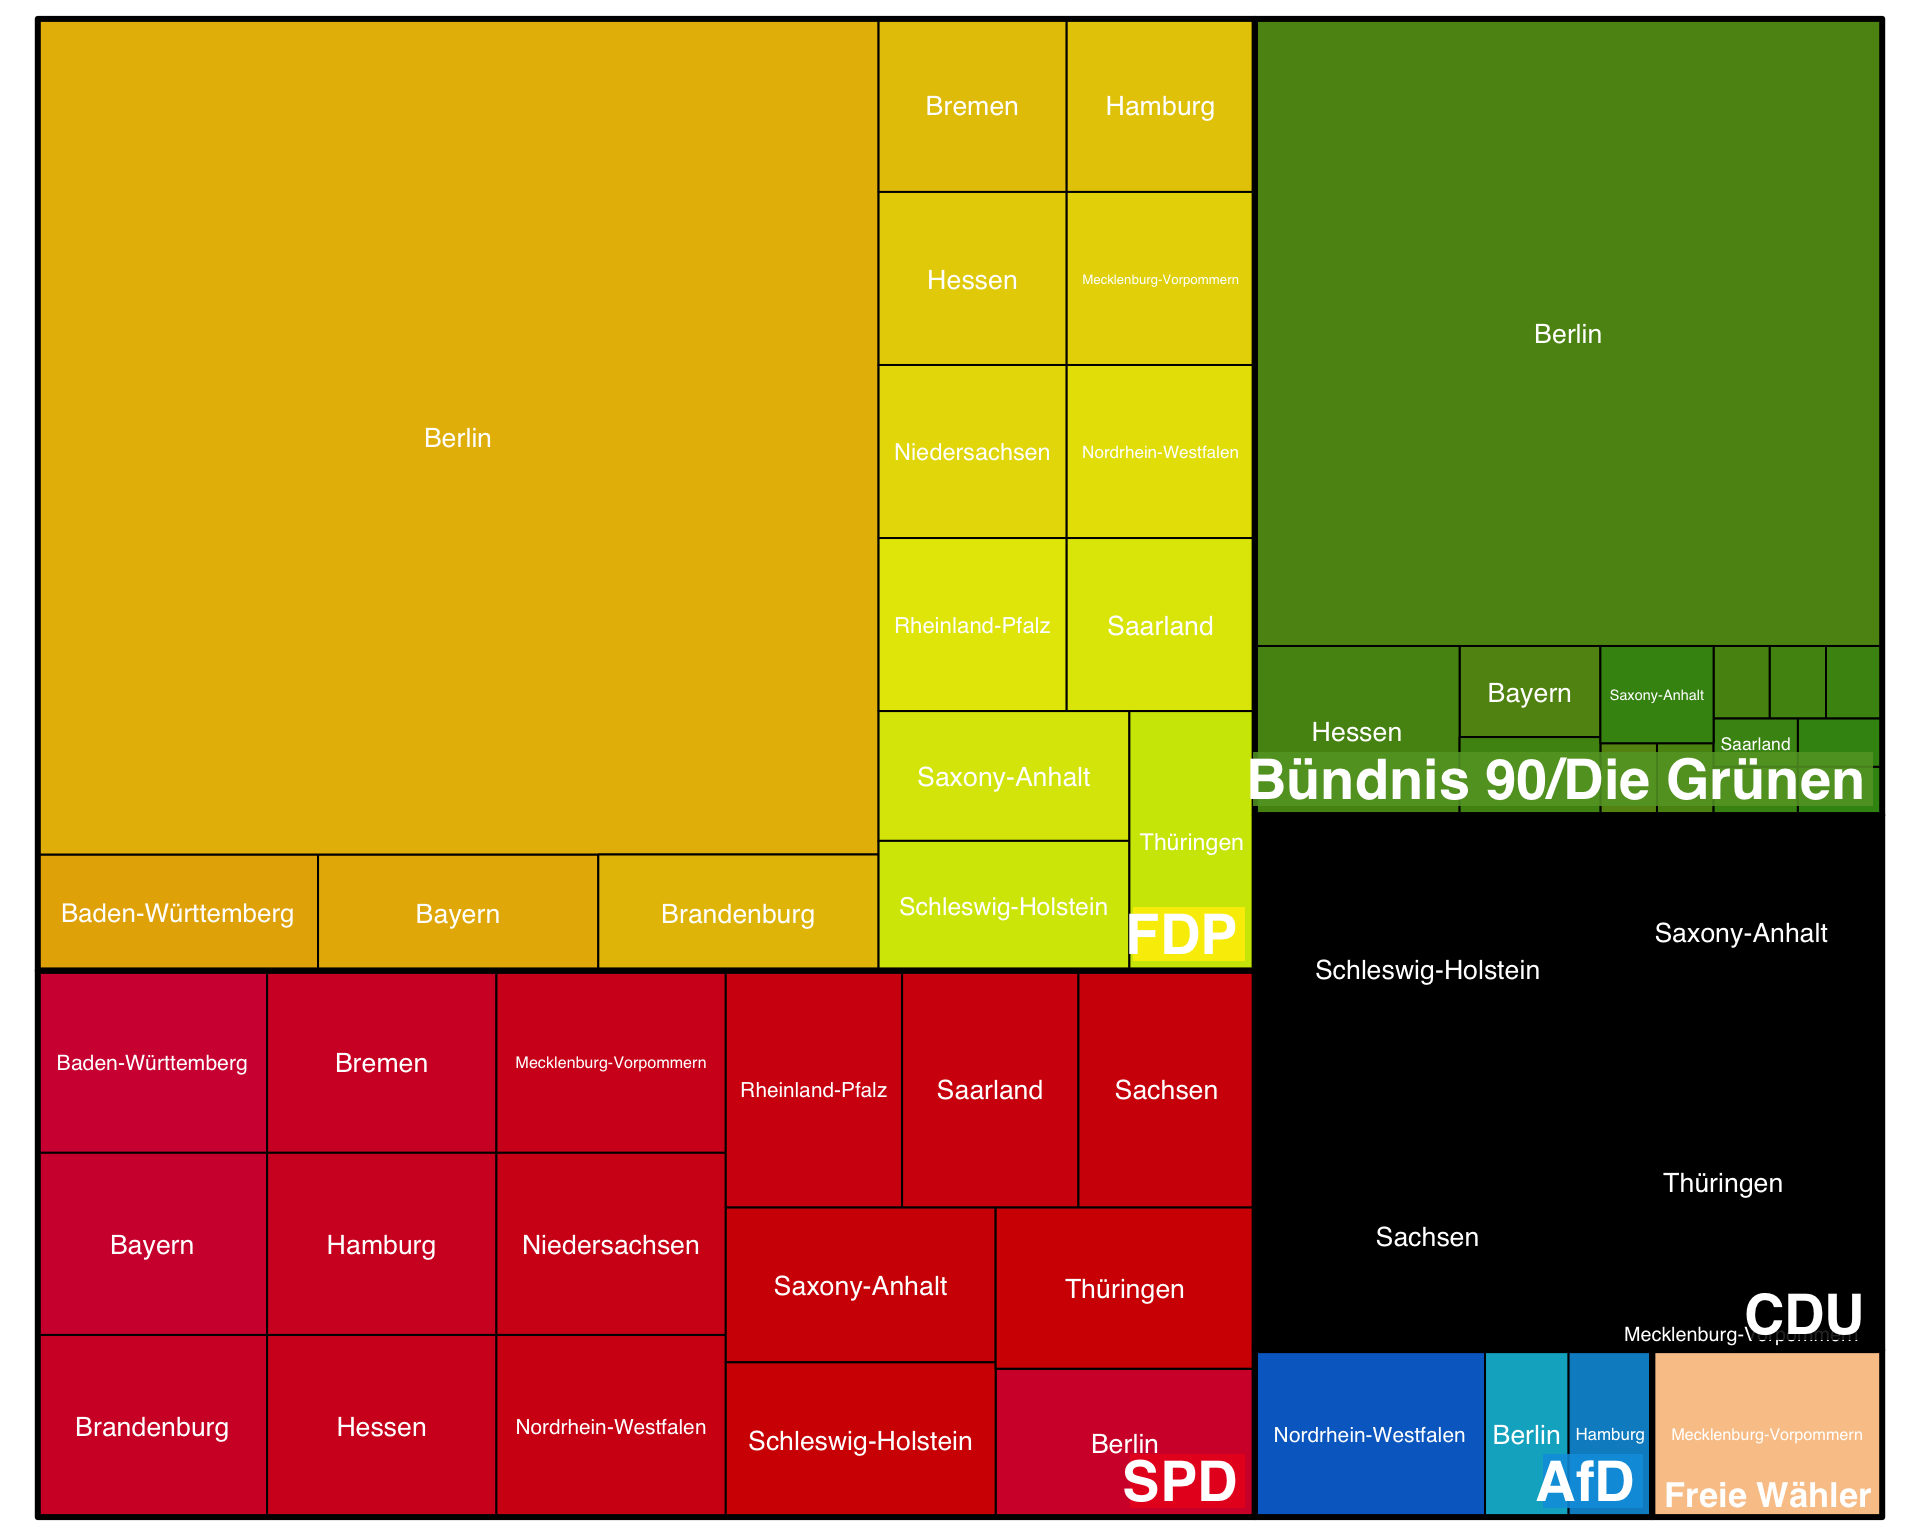 Berlin
Bremen
Hamburg
Hessen
Mecklenburg-Vorpommern
Niedersachsen
Nordrhein-Westfalen
Rheinland-Pfalz
Saarland
Saxony-Anhalt
Schleswig-Holstein
Thüringen
Baden-Württemberg
Bayern
Brandenburg
FDP
Berlin
Hessen
Bayern
Saxony-Anhalt
Saarland
Bündnis 90/Die Grünen
Baden-Württemberg
Bremen
Mecklenburg-Vorpommern
Bayern
Hamburg
Niedersachsen
Brandenburg
Hessen
Nordrhein-Westfalen
Rheinland-Pfalz
Saarland
Sachsen
Saxony-Anhalt
Thüringen
Schleswig-Holstein
Berlin
SPD
Schleswig-Holstein
Saxony-Anhalt
Sachsen
Thüringen
Mecklenburg-Vorpommern
CDU
Nordrhein-Westfalen
Berlin
Hamburg
AfD
Mecklenburg-Vorpommern
Freie Wähler